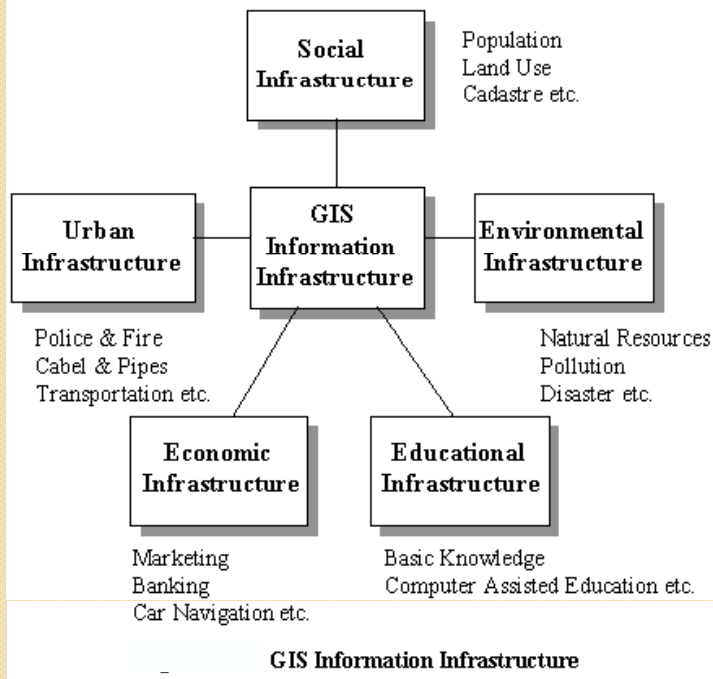 Social
Infrastructure
Population
Land Use
Cadastre etc.
Urban
Infrastructure
GIS
Information
Infrastructure
Environmental
Infrastructure
Police & Fire
Cabel & Pipes
Transportation etc.
Natural Resources
Pollution
Disaster etc.
Economic
Infrastructure
Educational
Infrastructure
Marketing
Banking
Car Navigation etc.
Basic Knowledge
Computer Assisted Education etc.
GIS Information Infrastructure